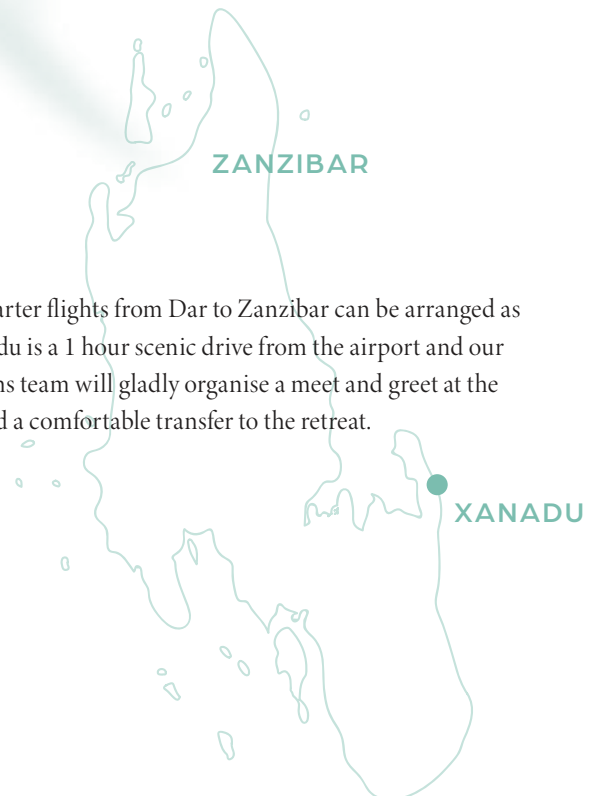 ZANZIBAR
arter flights from Dar to Zanzibar can be arranged as
du is a 1 hour scenic drive from the airport and our
ns team will gladly organise a meet and greet at the
d a comfortable transfer to the retreat.
XANADU